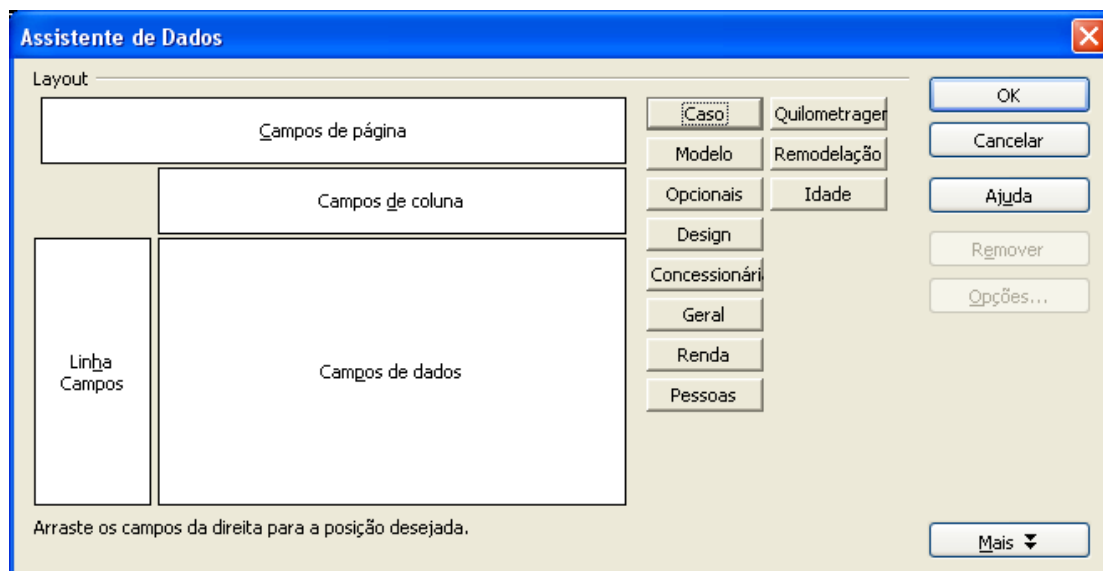 Assistente de Dados
Layout
Campos de página
Campos de coluna
Linha
Campos
Campos de dados
Caso
Quilometrager
Modelo
Remodelação
Opcionais
Idade
Design
Concessionári
Geral
Renda
Pessoas
OK
Cancelar
Ajuda
Remover
Opções...
Arraste os campos da direita para a posição desejada.
Mais